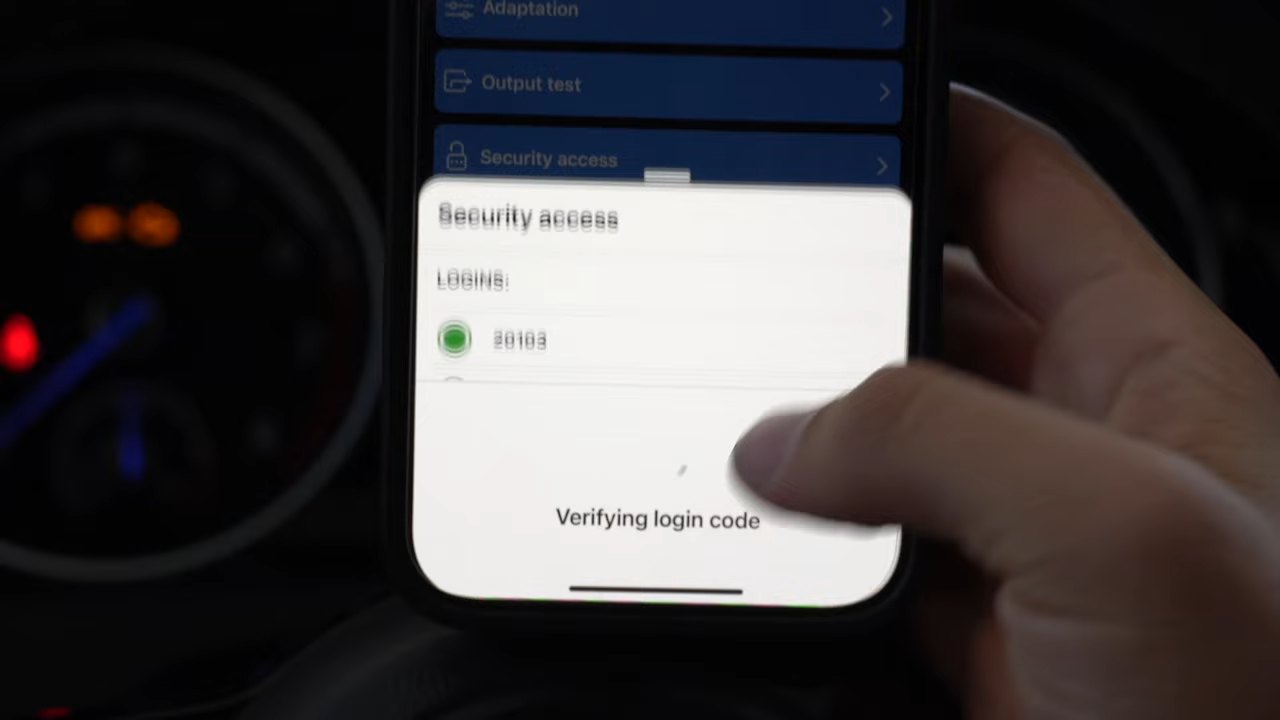 Adaptation
Output test
Security access
Security access
LOGINS:
20103
Verifying login code